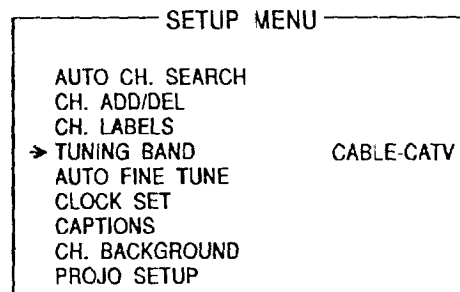 SETUP MENU
AUTO CH. SEARCH
CH. ADD/DEL
CH. LABELS
→ TUNING BAND CABLE-CATV
AUTO FINE TUNE
CLOCK SET
CAPTIONS
CH. BACKGROUND
PROJO SETUP